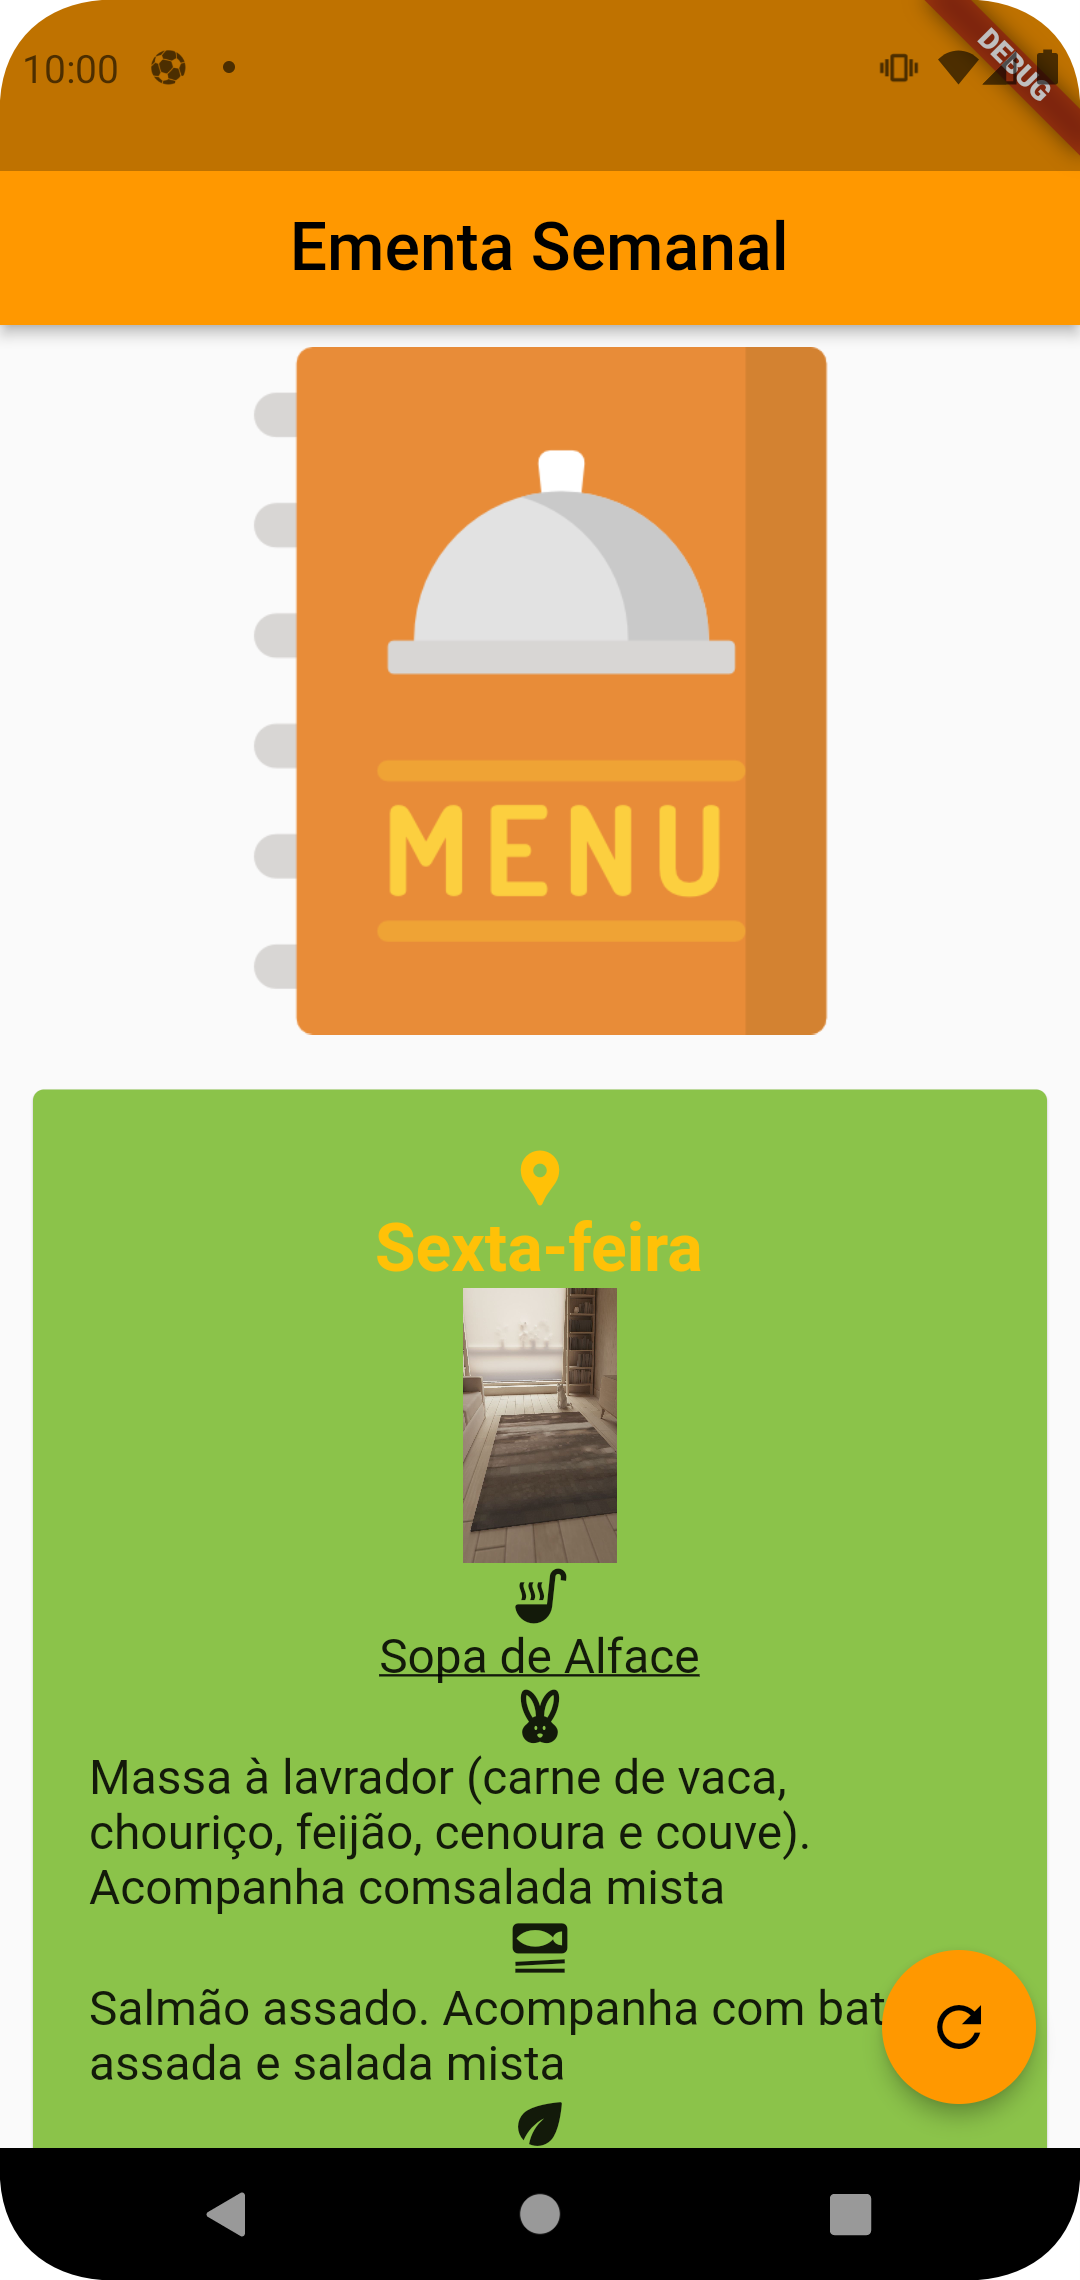 10:00
DEBUG
Ementa Semanal
MENU
Sexta-feira
Sopa de Alface
Massa à lavrador (carne de vaca,
chouriço, feijão, cenoura e couve).
Acompanha comsalada mista
Salmão assado. Acompanha com bat
assada e salada mista